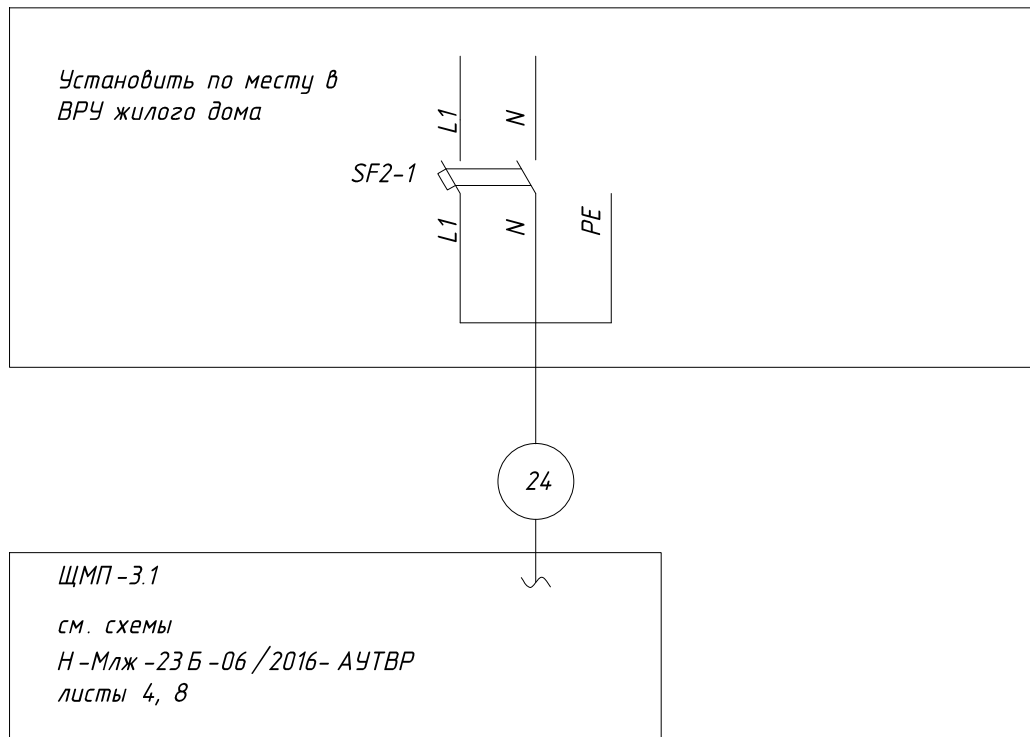 Установить по месту в
ВРУ жилого дома
L1
N
SF2-1
L1
N
PE
24
ЩМП-3.1
см. схемы
Н-Млж-23Б-06/2016-АУТВР
листы 4, 8